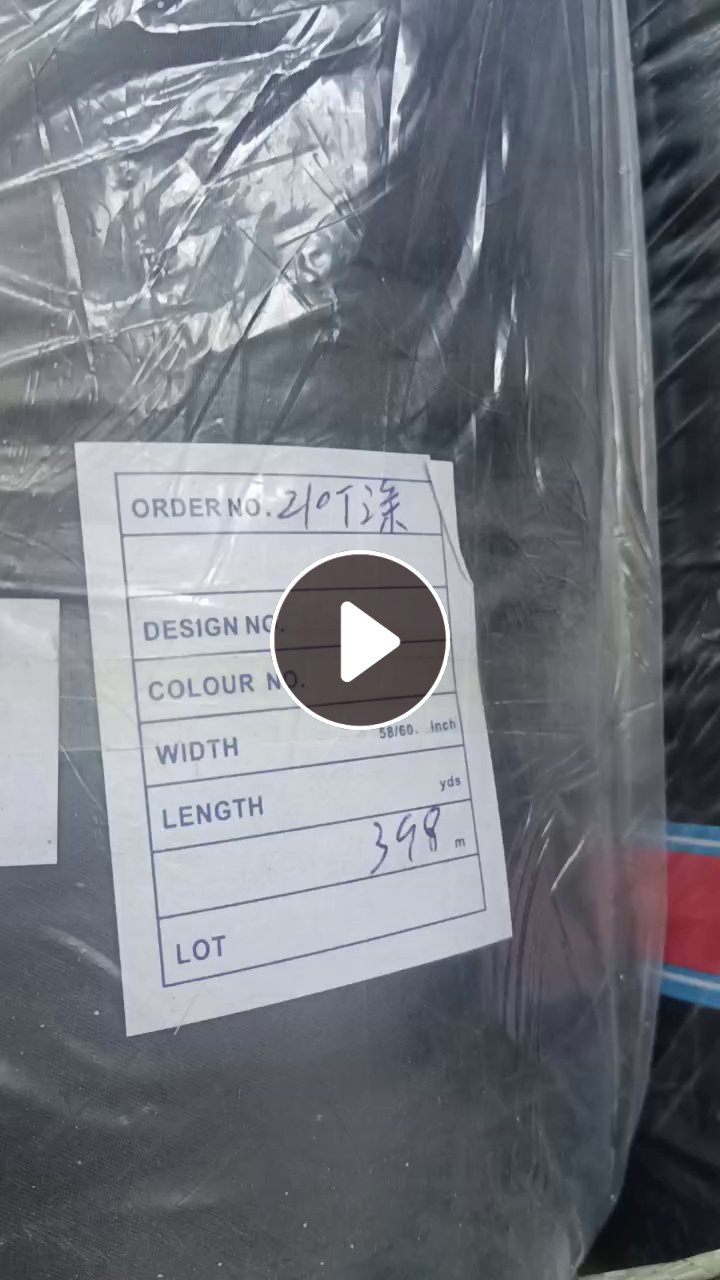 ORDER NO. 210T涤
DESIGN NO.
COLOUR NO.
WIDTH 58/60. Inch
LENGTH yds
398 m
LOT